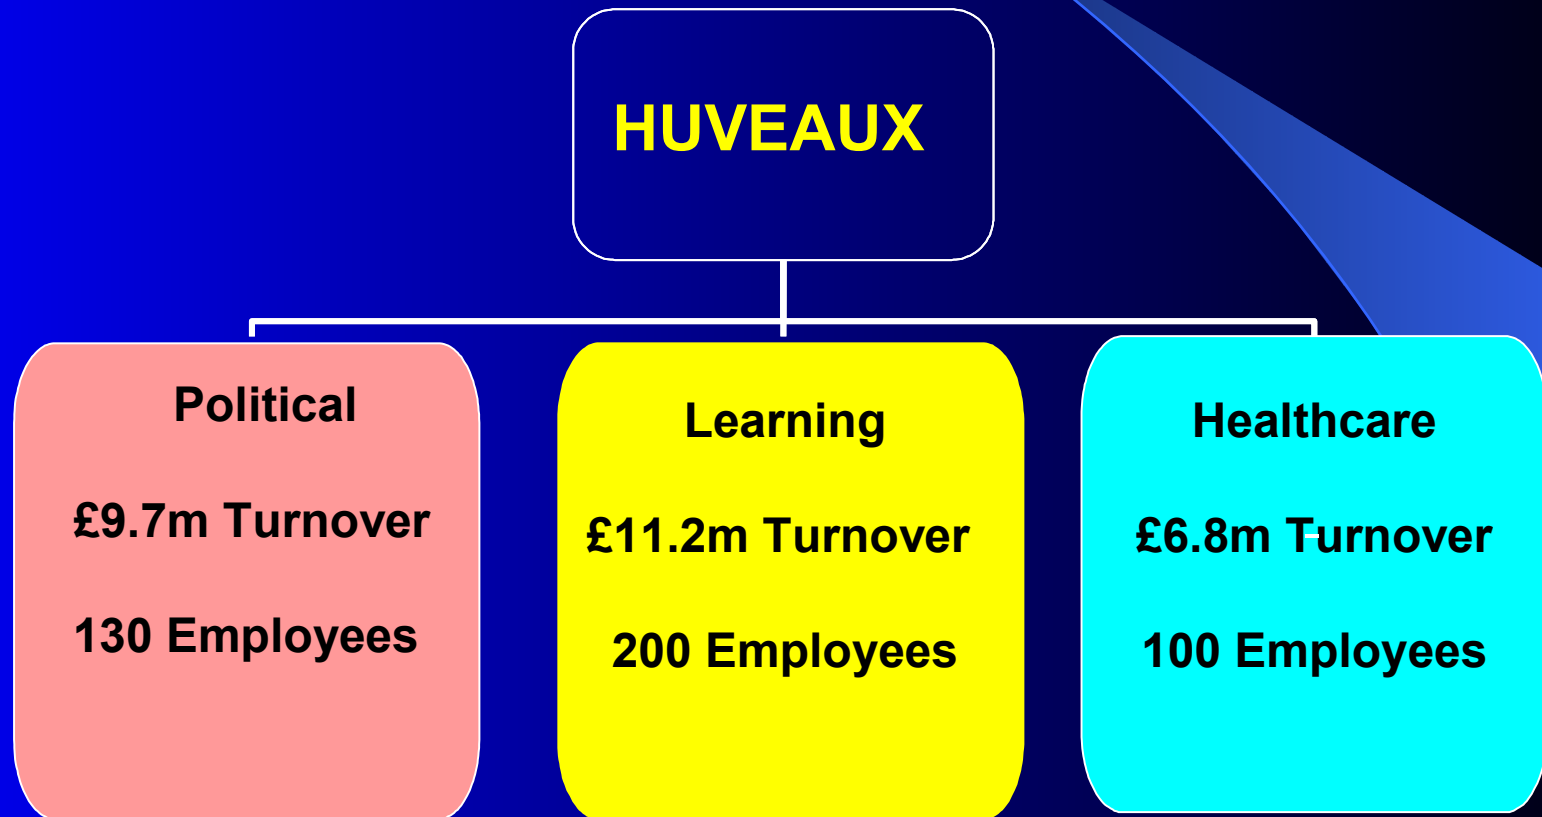 HUVEAUX
Political
£9.7m Turnover
130 Employees
Learning
£11.2m Turnover
200 Employees
Healthcare
£6.8m Turnover
100 Employees